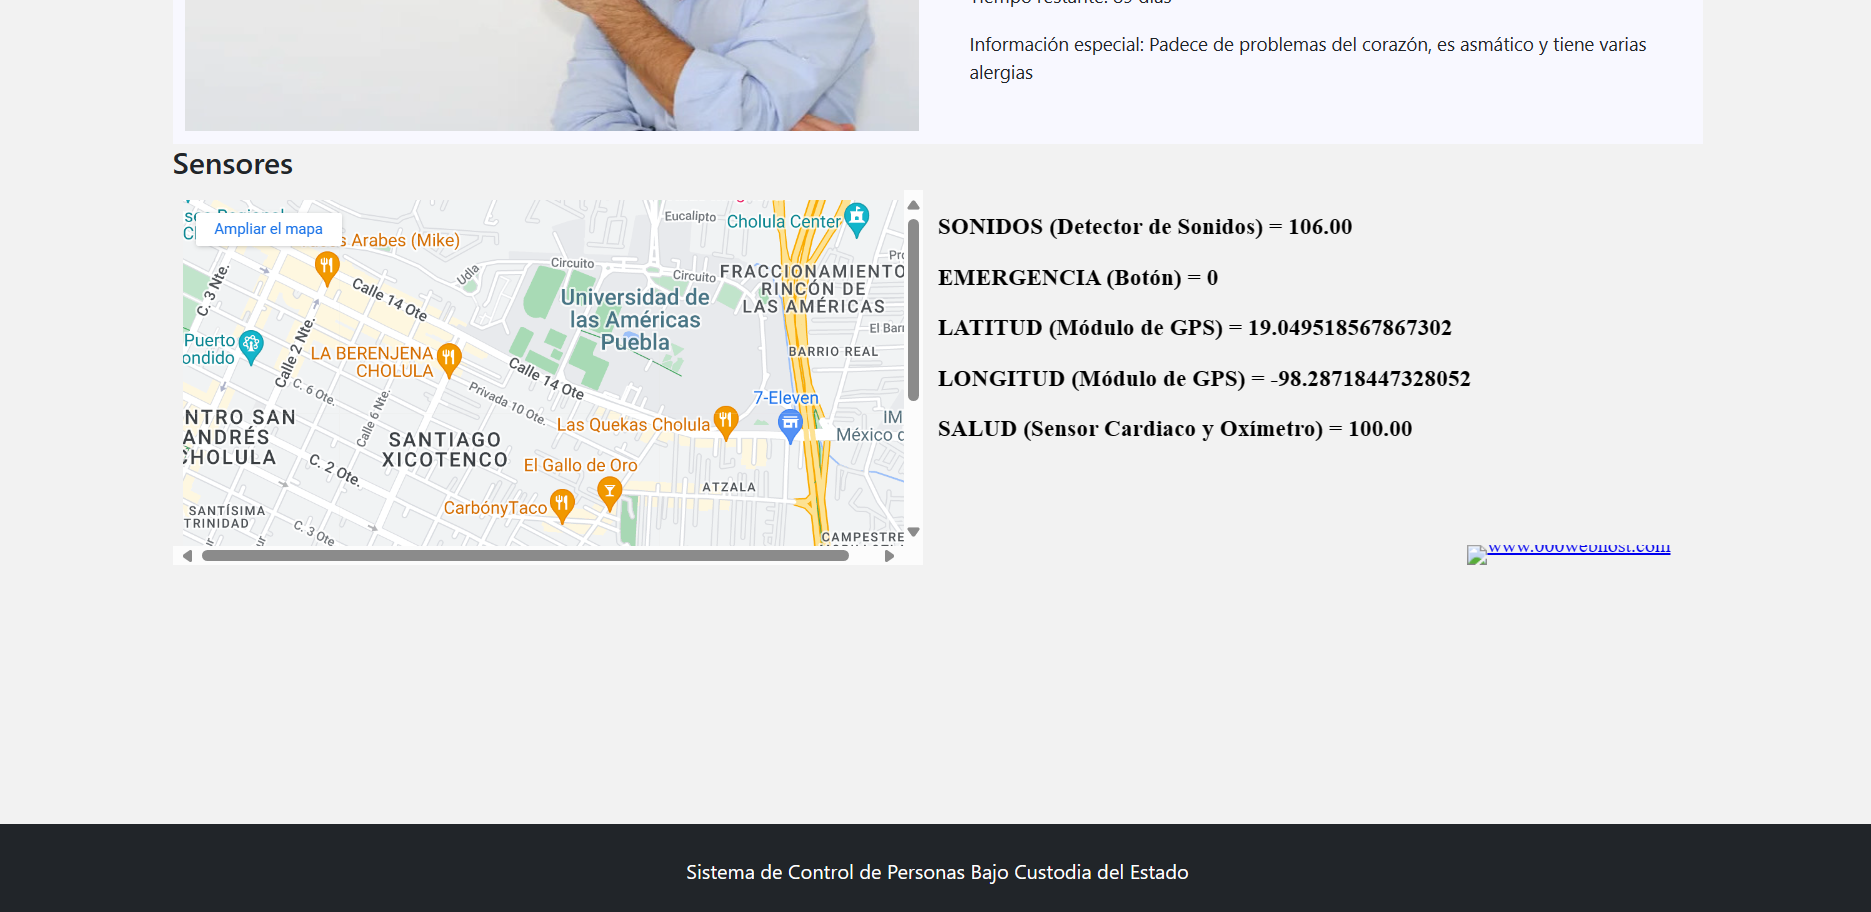 Tiempo restante: 89 días
Información especial: Padece de problemas del corazón, es asmático y tiene varias
alergias
Sensores
Ampliar el mapa
s Arabes (Mike)
Eucalipto
Cholula Center
Circuito
Circuito
Udla
FRACCIONAMIENTO
RINCÓN DE
LAS AMÉRICAS
C. 3 Nte.
Calle 14 Ote
Universidad de
las Américas
Puebla
El Barr
BARRIO REAL
Puerto
ondido
Calle 2 Nte.
LA BERENJENA
CHOLULA
Calle 14 Ote
C. 6 Ote.
Privada 10 Ote.
Calle 6 Nte.
7-Eleven
Las Quekas Cholula
IM
México d
NTRO SAN
ANDRÉS
CHOLULA
SANTIAGO
XICOTENCO
C. 2 Ote.
El Gallo de Oro
ATZALA
CarbónyTaco
SANTÍSIMA
TRINIDAD
C. 3 Ote.
CAMPESTRE
SONIDOS (Detector de Sonidos) = 106.00
EMERGENCIA (Botón) = 0
LATITUD (Módulo de GPS) = 19.049518567867302
LONGITUD (Módulo de GPS) = -98.28718447328052
SALUD (Sensor Cardiaco y Oxímetro) = 100.00
www.000webhost.com
Sistema de Control de Personas Bajo Custodia del Estado